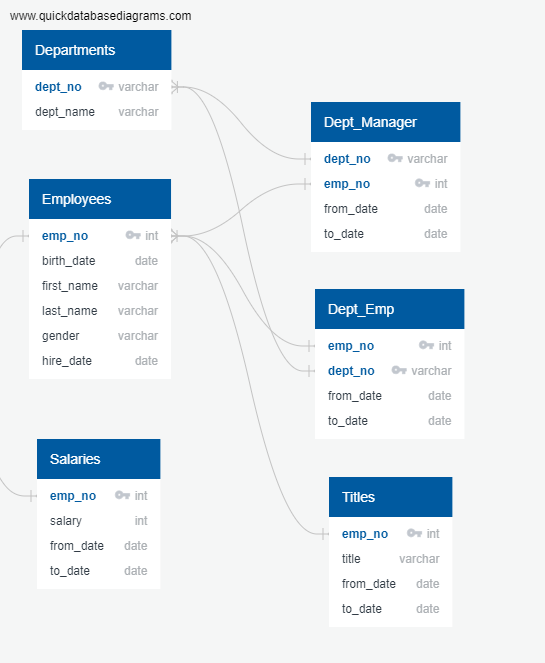 www.quickdatabasediagrams.com
Departments
dept_no varchar
dept_name varchar
Employees
emp_no int
birth_date date
first_name varchar
last_name varchar
gender varchar
hire_date date
Salaries
emp_no int
salary int
from_date date
to_date date
Dept_Manager
dept_no varchar
emp_no int
from_date date
to_date date
Dept_Emp
emp_no int
dept_no varchar
from_date date
to_date date
Titles
emp_no int
title varchar
from_date date
to_date date